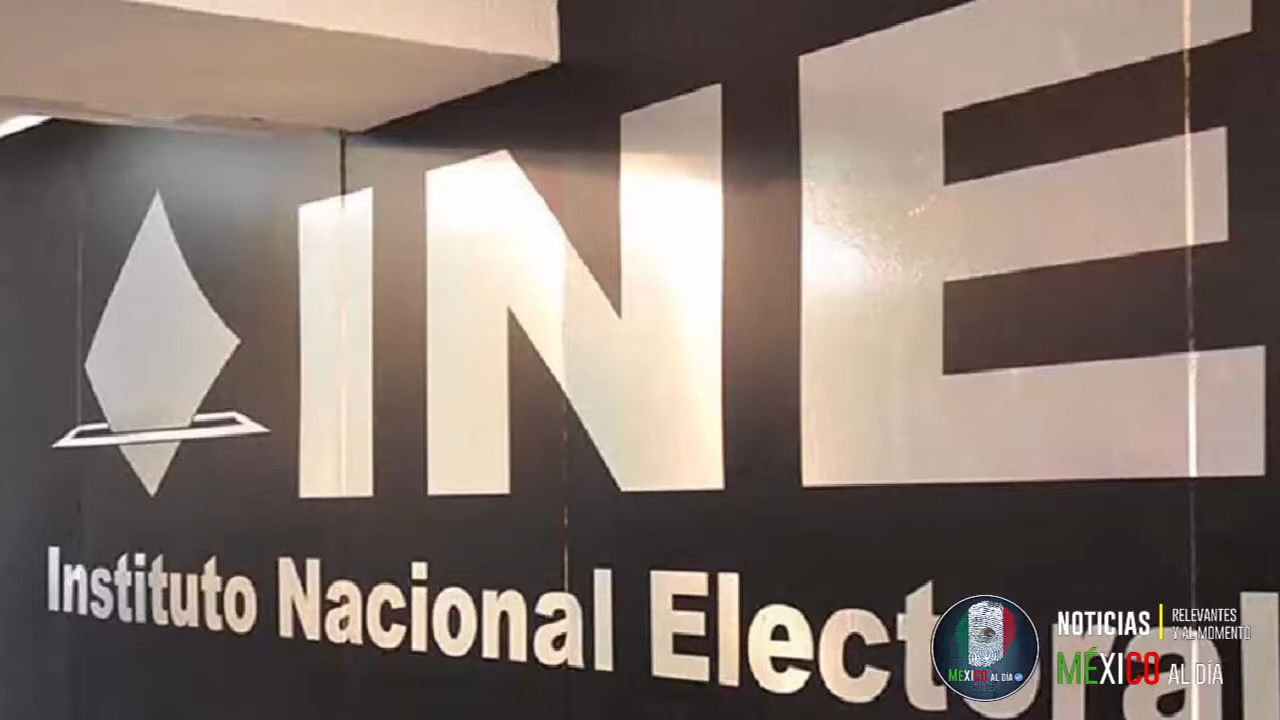 INE
Instituto Nacional Electoral
NOTICIAS
RELEVANTES
Y AL MOMENTO
MÉXICO AL DÍA
MÉXICO AL DÍA